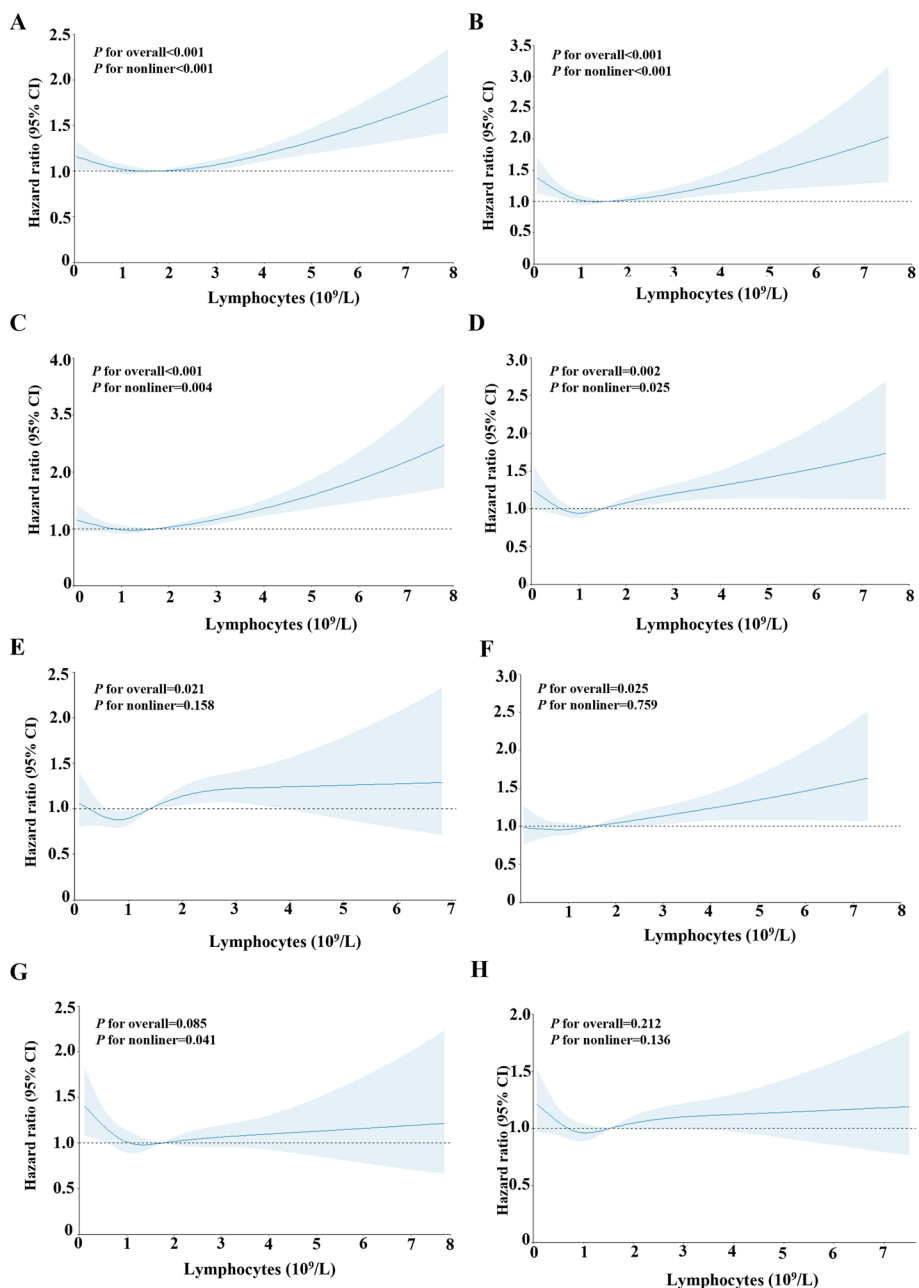 A
P for overall<0.001
P for nonliner<0.001
Hazard ratio (95% CI)
2.5
2.0
1.5
1.0
0.5
0
0 1 2 3 4 5 6 7 8
Lymphocytes (10⁹/L)
B
P for overall<0.001
P for nonliner<0.001
Hazard ratio (95% CI)
3.5
3.0
2.5
2.0
1.5
1.0
0.5
0
0 1 2 3 4 5 6 7 8
Lymphocytes (10⁹/L)
C
P for overall<0.001
P for nonliner=0.004
Hazard ratio (95% CI)
4.0
3.5
2.0
1.0
0
0 1 2 3 4 5 6 7 8
Lymphocytes (10⁹/L)
D
P for overall=0.002
P for nonliner=0.025
Hazard ratio (95% CI)
3.0
2.5
2.0
1.5
1.0
0.5
0
0 1 2 3 4 5 6 7 8
Lymphocytes (10⁹/L)
E
P for overall=0.021
P for nonliner=0.158
Hazard ratio (95% CI)
2.5
2.0
1.5
1.0
0.5
0
0 1 2 3 4 5 6 7
Lymphocytes (10⁹/L)
F
P for overall=0.025
P for nonliner=0.759
Hazard ratio (95% CI)
3.0
2.5
2.0
1.5
1.0
0.5
0
1 2 3 4 5 6 7 8
Lymphocytes (10⁹/L)
G
P for overall=0.085
P for nonliner=0.041
Hazard ratio (95% CI)
2.5
2.0
1.5
1.0
0.5
0
0 1 2 3 4 5 6 7 8
Lymphocytes (10⁹/L)
H
P for overall=0.212
P for nonliner=0.136
Hazard ratio (95% CI)
2.0
1.5
1.0
0.5
0
0 1 2 3 4 5 6 7
Lymphocytes (10⁹/L)